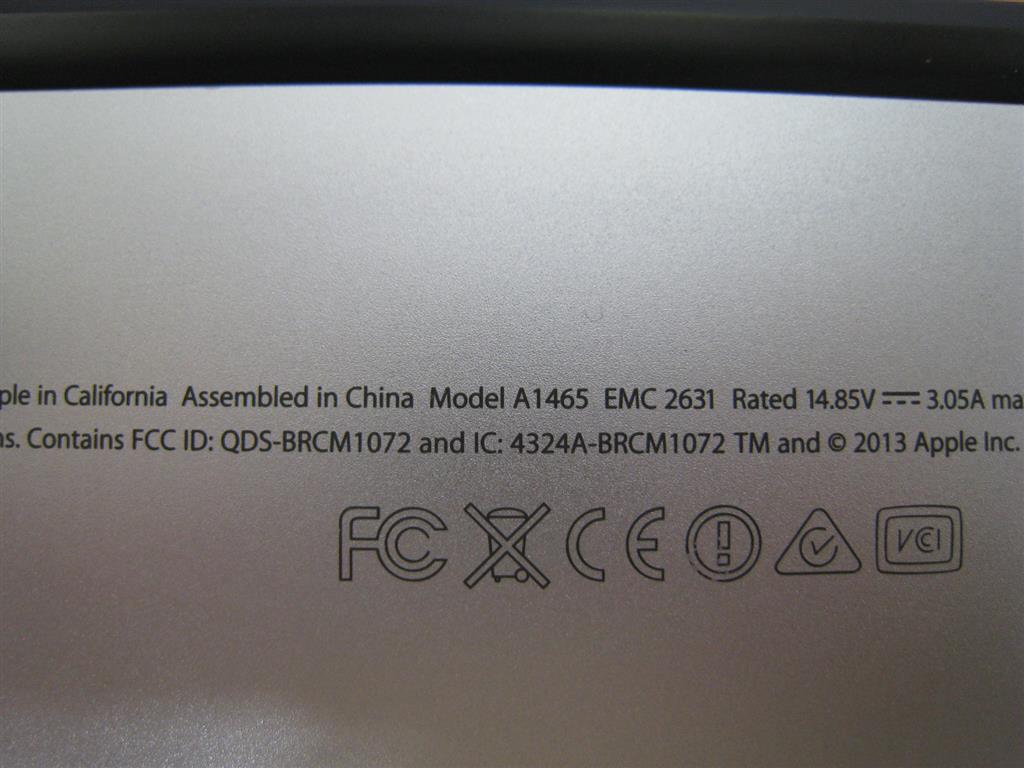 ple in California Assembled in China Model A1465 EMC 2631 Rated 14.85V ⎓ 3.05A ma
ns. Contains FCC ID: QDS-BRCM1072 and IC: 4324A-BRCM1072 TM and © 2013 Apple Inc.
FC CE VCI